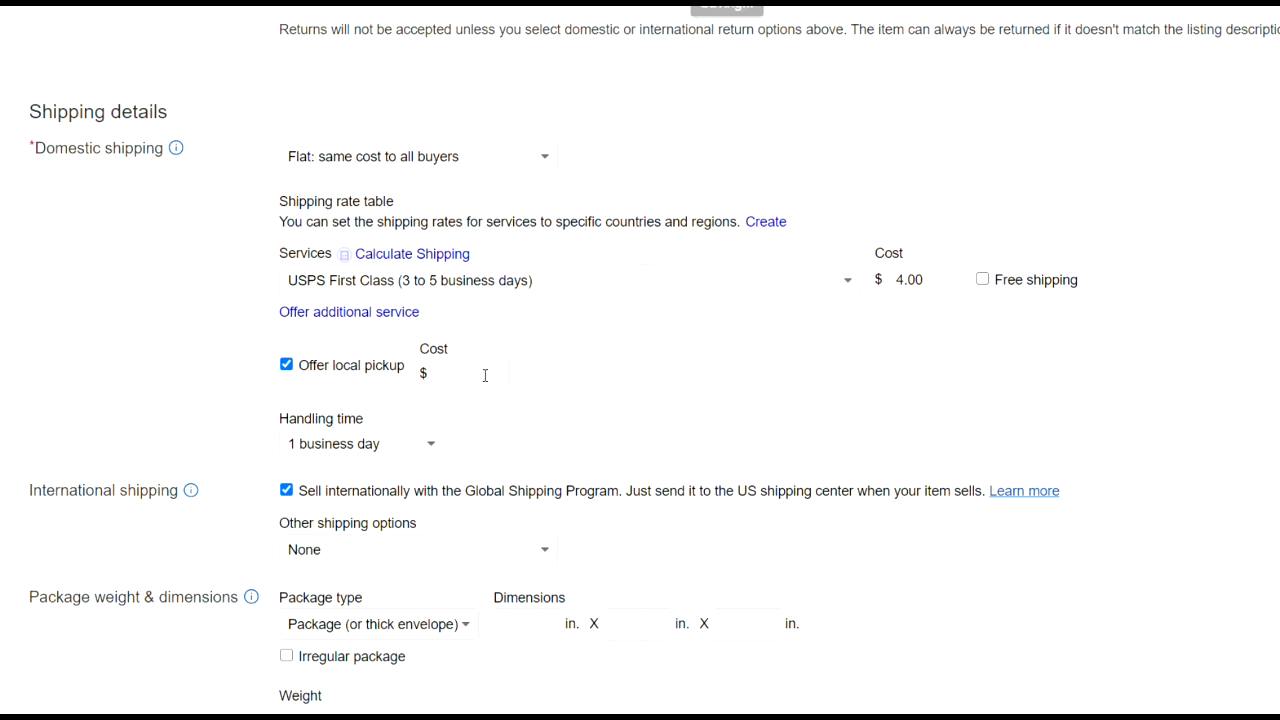 Returns will not be accepted unless you select domestic or international return options above. The item can always be returned if it doesn't match the listing
Shipping details
*Domestic shipping
Flat: same cost to all buyers
Shipping rate table
You can set the shipping rates for services to specific countries and regions. Create
Services Calculate Shipping Cost
USPS First Class (3 to 5 business days) $ 4.00 Free shipping
Offer additional service
Cost
Offer local pickup $
Handling time
1 business day
International shipping Sell internationally with the Global Shipping Program. Just send it to the US shipping center when your item sells. Learn more
Other shipping options
None
Package weight & dimensions Package type Dimensions
Package (or thick envelope) in. X in. X in.
Irregular package
Weight